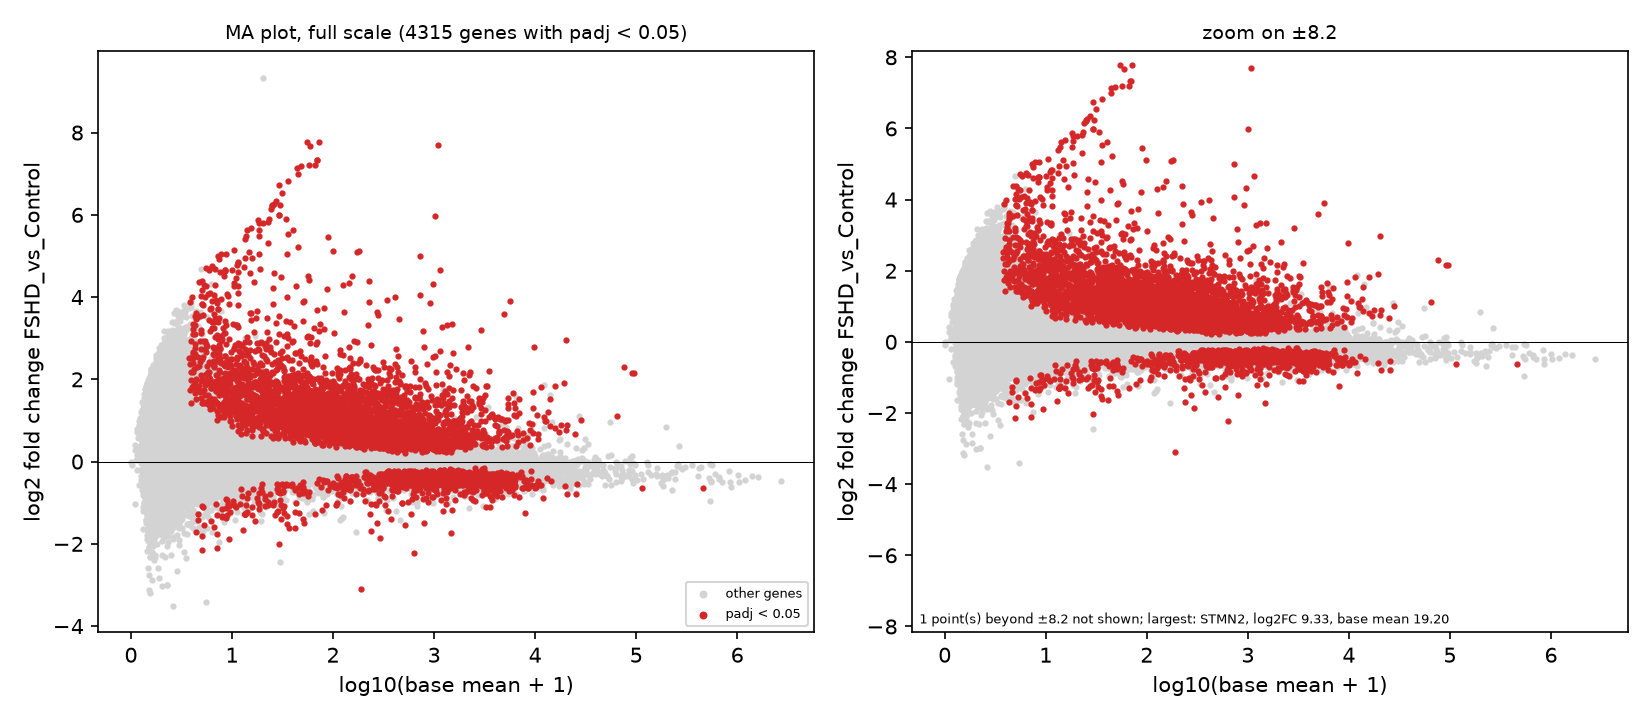 MA plot, full scale (4315 genes with padj < 0.05)
log2 fold change FSHD_vs_Control
8
6
4
2
0
−2
−4
other genes
padj < 0.05
0 1 2 3 4 5 6
log10(base mean + 1)
zoom on ±8.2
log2 fold change FSHD_vs_Control
8
6
4
2
0
−2
−4
−6
−8
1 point(s) beyond ±8.2 not shown; largest: STMN2, log2FC 9.33, base mean 19.20
0 1 2 3 4 5 6
log10(base mean + 1)